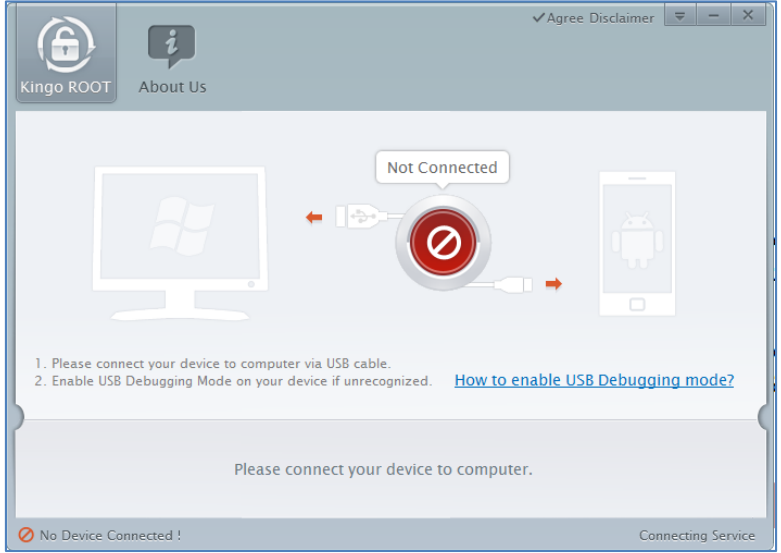 ✓Agree Disclaimer
Kingo ROOT
About Us
Not Connected
1. Please connect your device to computer via USB cable.
2. Enable USB Debugging Mode on your device if unrecognized. How to enable USB Debugging mode?
Please connect your device to computer.
No Device Connected !
Connecting Service